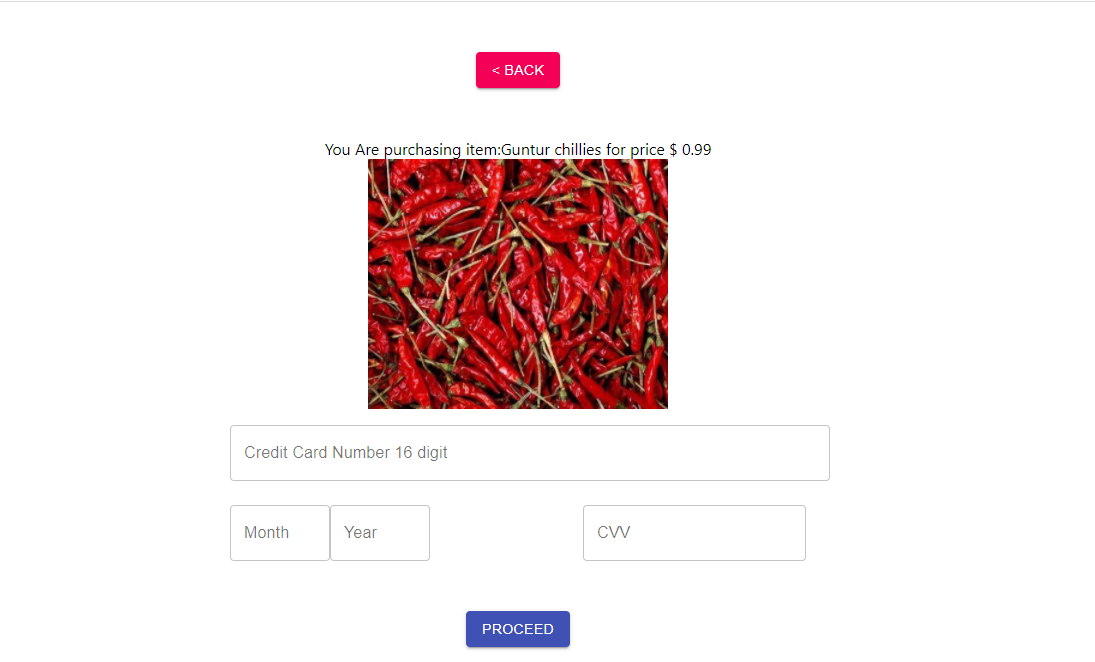 < BACK
You Are purchasing item:Guntur chillies for price $ 0.99
Credit Card Number 16 digit
Month Year CVV
PROCEED